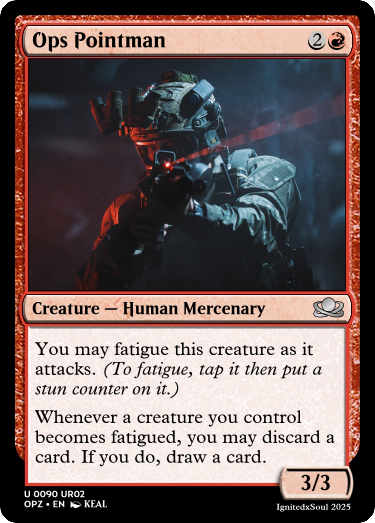 Ops Pointman 2
Creature — Human Mercenary
You may fatigue this creature as it
attacks. (To fatigue, tap it then put a
stun counter on it.)
Whenever a creature you control
becomes fatigued, you may discard a
card. If you do, draw a card.
3/3
U 0090 UR02
OPZ • EN KEAL
IgnitedxSoul 2025